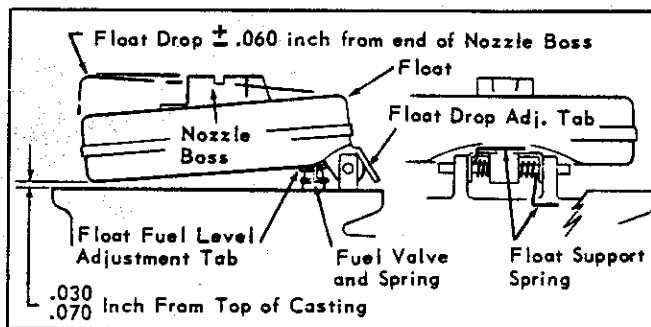 Float Drop ± .060 inch from end of Nozzle Boss
Float
Float Drop Adj. Tab
Nozzle
Boss
Float Fuel Level
Adjustment Tab
Fuel Valve
and Spring
Float Support
Spring
.030
.070 Inch From Top of Casting